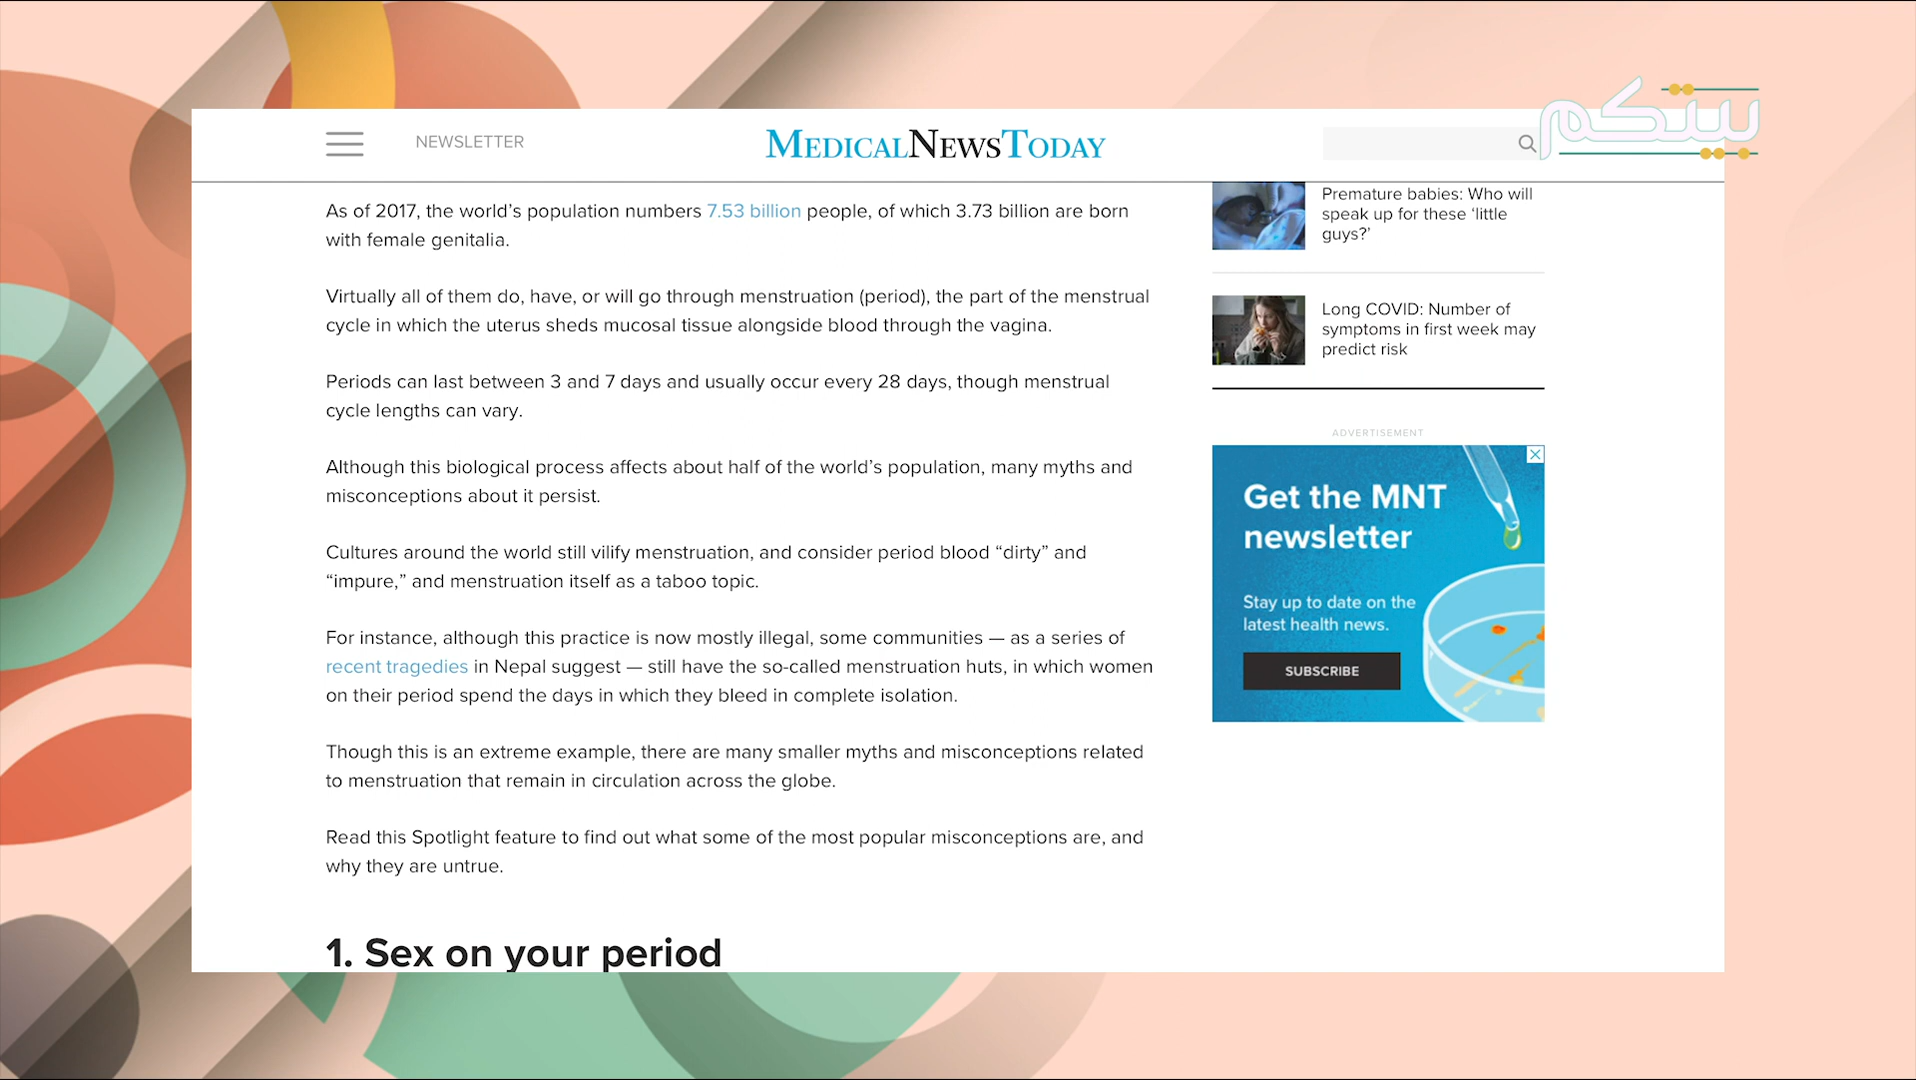 بيتكم
NEWSLETTER
MEDICALNEWSTODAY
As of 2017, the world’s population numbers 7.53 billion people, of which 3.73 billion are born
with female genitalia.
Virtually all of them do, have, or will go through menstruation (period), the part of the menstrual
cycle in which the uterus sheds mucosal tissue alongside blood through the vagina.
Periods can last between 3 and 7 days and usually occur every 28 days, though menstrual
cycle lengths can vary.
Although this biological process affects about half of the world’s population, many myths and
misconceptions about it persist.
Cultures around the world still vilify menstruation, and consider period blood “dirty” and
“impure,” and menstruation itself as a taboo topic.
For instance, although this practice is now mostly illegal, some communities — as a series of
recent tragedies in Nepal suggest — still have the so-called menstruation huts, in which women
on their period spend the days in which they bleed in complete isolation.
Though this is an extreme example, there are many smaller myths and misconceptions related
to menstruation that remain in circulation across the globe.
Read this Spotlight feature to find out what some of the most popular misconceptions are, and
why they are untrue.
1. Sex on your period
Premature babies: Who will
speak up for these ‘little
guys?’
Long COVID: Number of
symptoms in first week may
predict risk
ADVERTISEMENT
Get the MNT
newsletter
Stay up to date on the
latest health news.
SUBSCRIBE